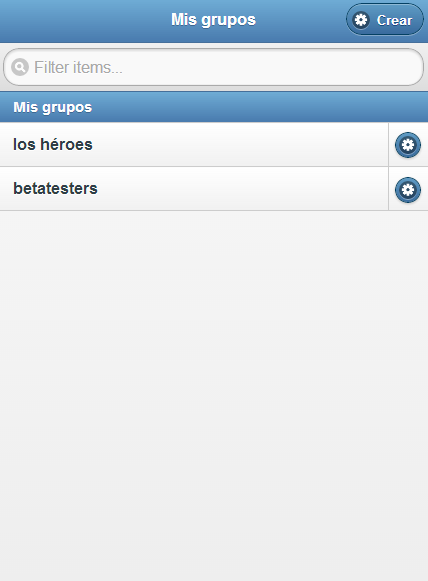 Mis grupos
Crear
Filter items...
Mis grupos
los héroes
betatesters